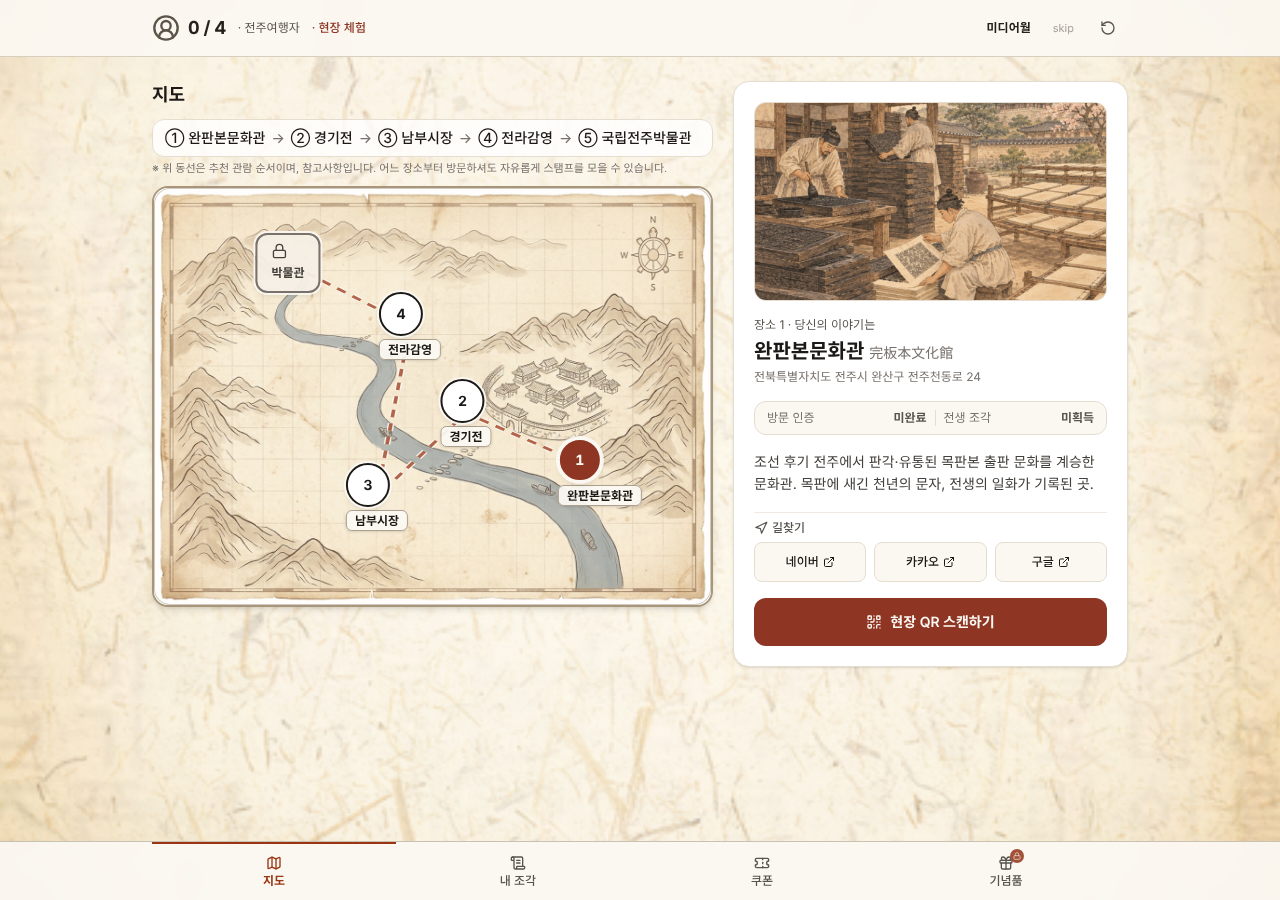 0 / 4 · 전주여행자 · 현장 체험
미디어월 skip
지도
① 완판본문화관 → ② 경기전 → ③ 남부시장 → ④ 전라감영 → ⑤ 국립전주박물관
※ 위 동선은 추천 관람 순서이며, 참고사항입니다. 어느 장소부터 방문하셔도 자유롭게 스탬프를 모을 수 있습니다.
N
W E
S
박물관
4
전라감영
2
경기전
1
완판본문화관
3
남부시장
장소 1 · 당신의 이야기는
완판본문화관 完板本文化館
전북특별자치도 전주시 완산구 전주천동로 24
방문 인증 미완료 전생 조각 미획득
조선 후기 전주에서 판각·유통된 목판본 출판 문화를 계승한
문화관. 목판에 새긴 천년의 문자, 전생의 일화가 기록된 곳.
길찾기
네이버 카카오 구글
현장 QR 스캔하기
지도 내 조각 쿠폰 기념품